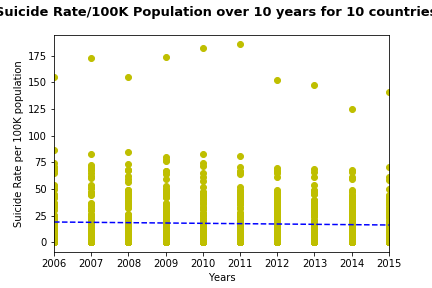 Suicide Rate/100K Population over 10 years for 10 countries
175
150
125
100
75
50
25
0
Suicide Rate per 100K population
2006 2007 2008 2009 2010 2011 2012 2013 2014 2015
Years